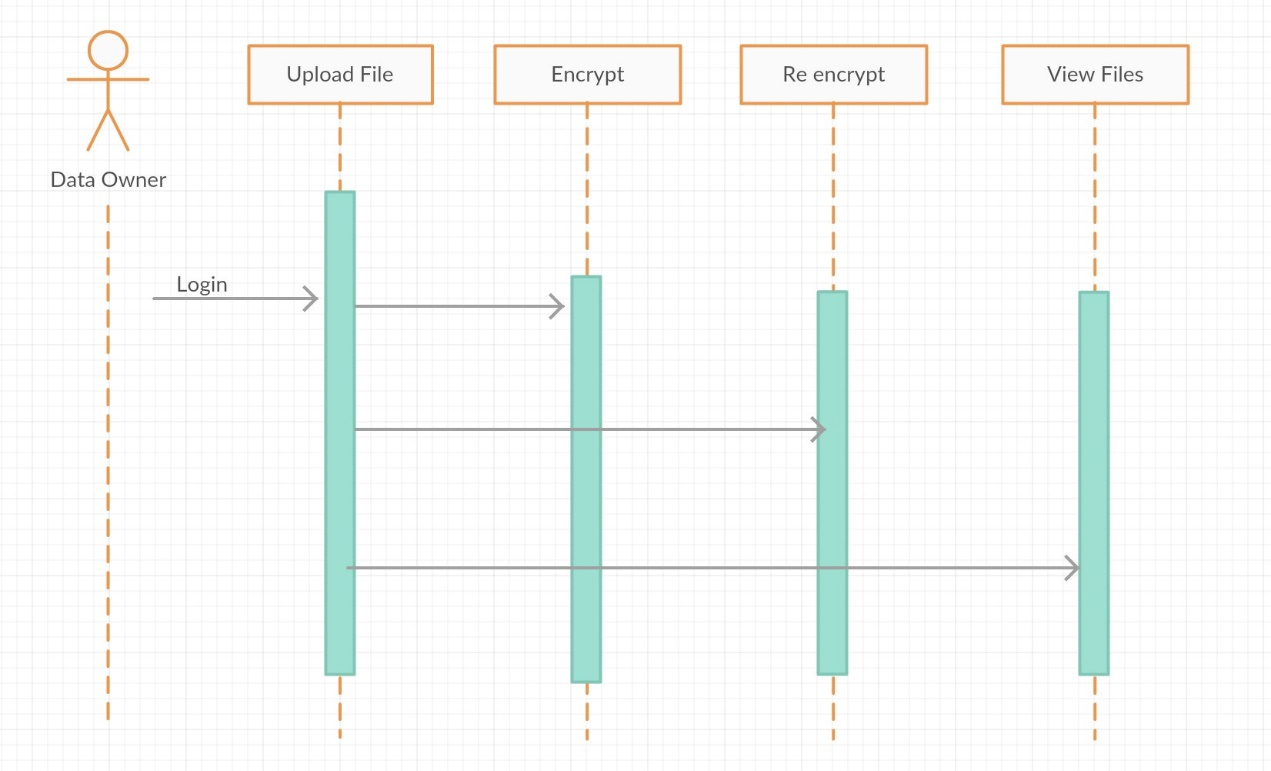 Upload File
Encrypt
Re encrypt
View Files
Data Owner
Login